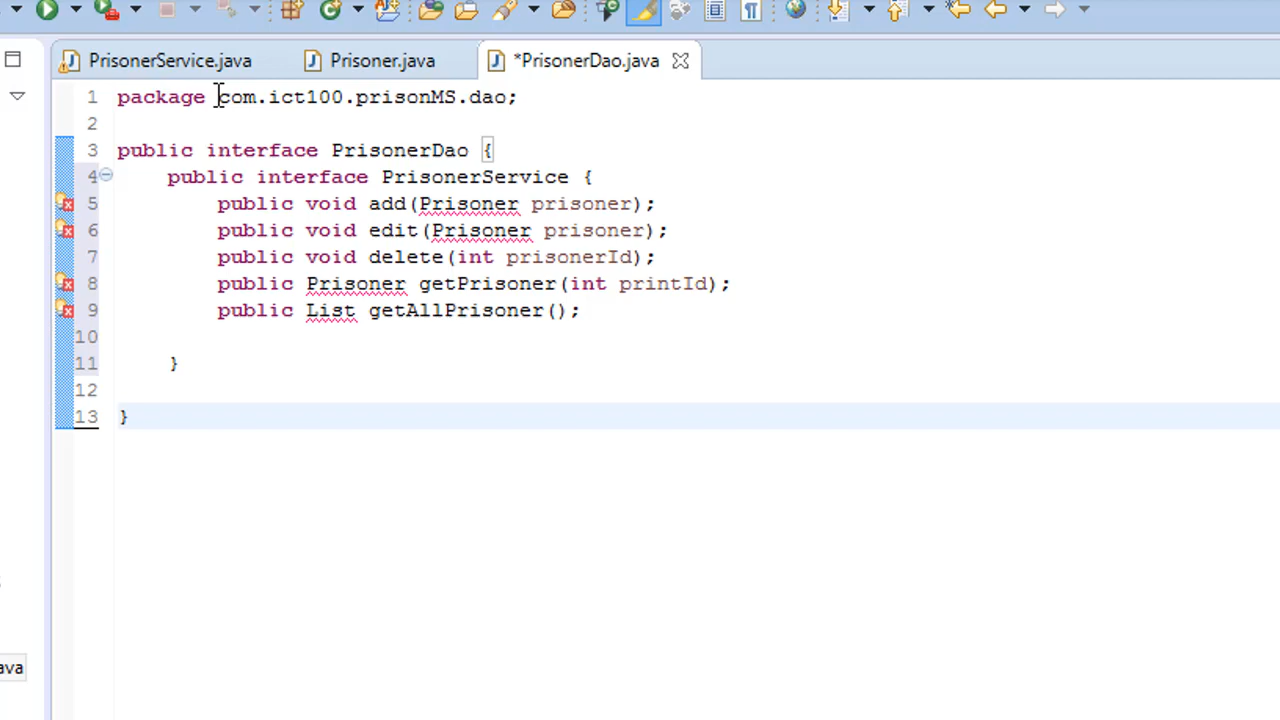 PrisonerService.java Prisoner.java *PrisonerDao.java
1 package com.ict100.prisonMS.dao;
2
3 public interface PrisonerDao {
4 public interface PrisonerService {
5 public void add(Prisoner prisoner);
6 public void edit(Prisoner prisoner);
7 public void delete(int prisonerId);
8 public Prisoner getPrisoner(int printId);
9 public List getAllPrisoner();
10
11 }
12
13 }
ava